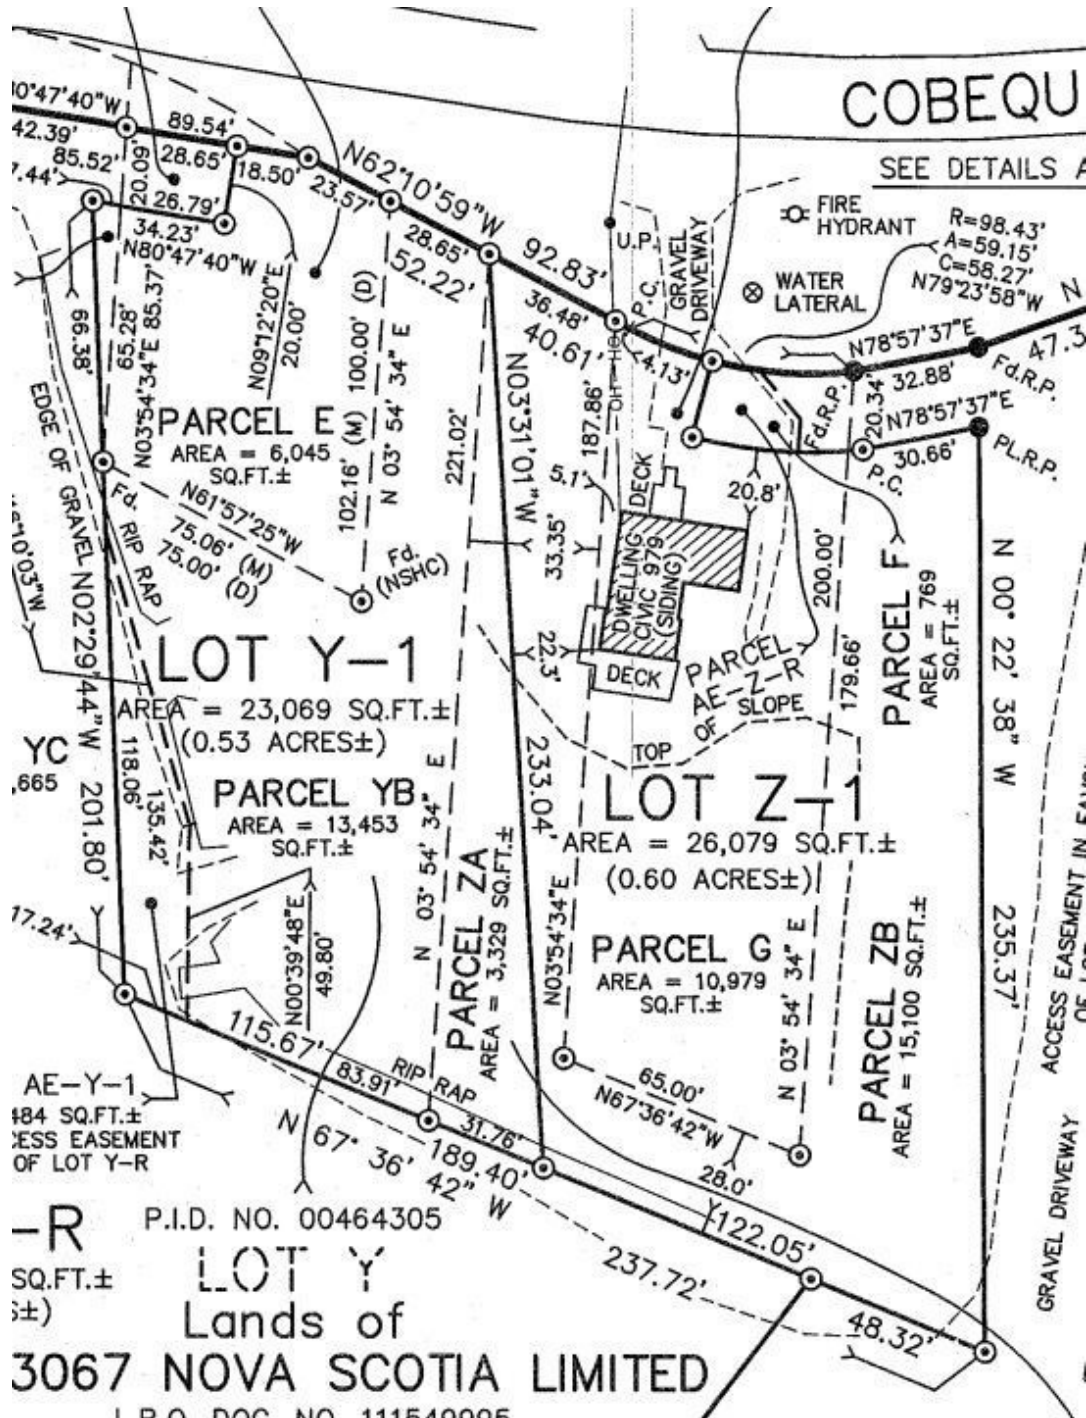 COBEQU
SEE DETAILS A
0°47'40"W
42.39'
89.54'
28.65'
18.50'
85.52'
7.44'
20.09'
26.79'
34.23'
N80°47'40"W
N62°10'59"W
23.57'
28.65'
52.22'
92.83'
36.48'
40.61'
P.C.
4.13'
U.P.
GRAVEL
DRIVEWAY
FIRE
HYDRANT
WATER
LATERAL
R=98.43'
A=59.15'
C=58.27'
N79°23'58"W
N
47.3
N78°57'37"E
32.88'
Fd.R.P.
Fd.R.P.
20.34'
N78°57'37"E
30.66'
P.C.
PL.R.P.
66.38'
65.28'
N03°54'34"E 85.37'
N09°12'20"E
20.00'
102.16' (M) 100.00' (D)
N 03° 54' 34" E
PARCEL E
AREA = 6,045
SQ.FT.±
EDGE OF GRAVEL
Fd.
RIP RAP
N61°57'25"W
75.06' (M)
75.00' (D)
Fd.
(NSHC)
221.02'
N03°31'01"W
187.86'
OH-HO
5.1'
DECK
33.35'
20.8'
DWELLING
CIVIC 979
(SIDING)
22.3'
DECK
PARCEL
AE-Z-R
TOP OF SLOPE
200.00'
179.66'
PARCEL F
AREA = 769
SQ.FT.±
N 00° 22' 38" W
235.37'
10'03"W
N02°29'44"W 201.80'
LOT Y-1
AREA = 23,069 SQ.FT.±
(0.53 ACRES±)
YC
,665
118.06'
135.42'
PARCEL YB
AREA = 13,453
SQ.FT.±
N 03° 54' 34" E
PARCEL ZA
AREA = 3,329 SQ.FT.±
233.04'
LOT Z-1
AREA = 26,079 SQ.FT.±
(0.60 ACRES±)
N03°54'34"E
PARCEL G
AREA = 10,979
SQ.FT.±
N 03° 54' 34" E
PARCEL ZB
AREA = 15,100 SQ.FT.±
ACCESS EASEMENT IN
GRAVEL DRIVEWAY
17.24'
N00°39'48"E
49.80'
115.67'
83.91'
RIP RAP
31.76'
65.00'
N67°36'42"W
28.0'
N 67° 36' 42" W
189.40'
122.05'
237.72'
48.32'
AE-Y-1
484 SQ.FT.±
CESS EASEMENT
OF LOT Y-R
-R
SQ.FT.±
S±)
P.I.D. NO. 00464305
LOT Y
Lands of
3067 NOVA SCOTIA LIMITED